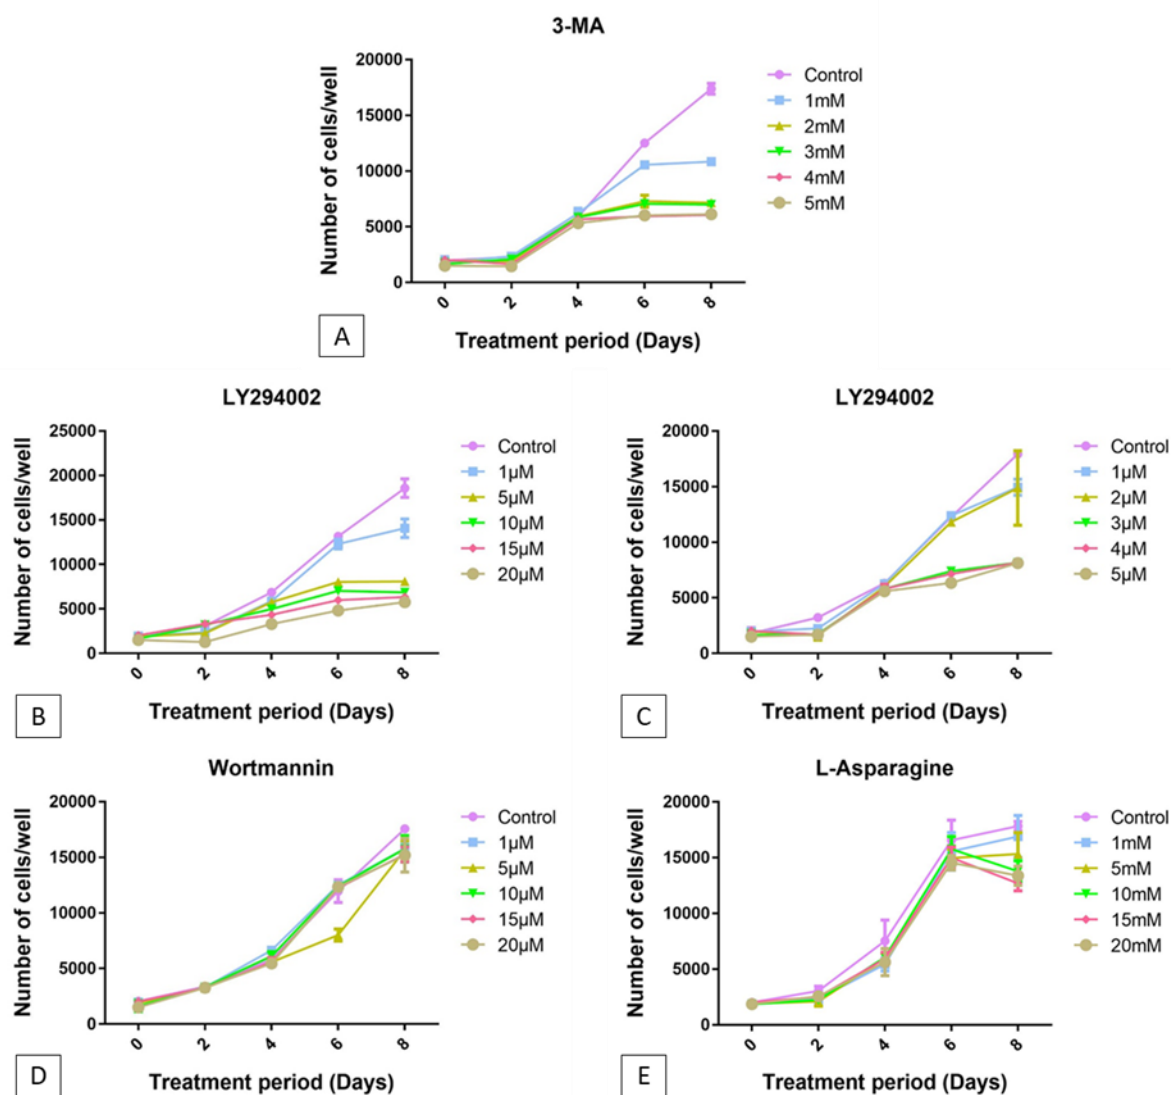 3-MA
Number of cells/well
20000
15000
10000
5000
0
0 2 4 6 8
Treatment period (Days)
Control
1mM
2mM
3mM
4mM
5mM
A
LY294002
Number of cells/well
25000
20000
15000
10000
5000
0
0 2 4 6 8
Treatment period (Days)
Control
1µM
5µM
10µM
15µM
20µM
B
LY294002
Number of cells/well
20000
15000
10000
5000
0
0 2 4 6 8
Treatment period (Days)
Control
1µM
2µM
3µM
4µM
5µM
C
Wortmannin
Number of cells/well
20000
15000
10000
5000
0
0 2 4 6 8
Treatment period (Days)
Control
1µM
5µM
10µM
15µM
20µM
D
L-Asparagine
Number of cells/well
20000
15000
10000
5000
0
0 2 4 6 8
Treatment period (Days)
Control
1mM
5mM
10mM
15mM
20mM
E